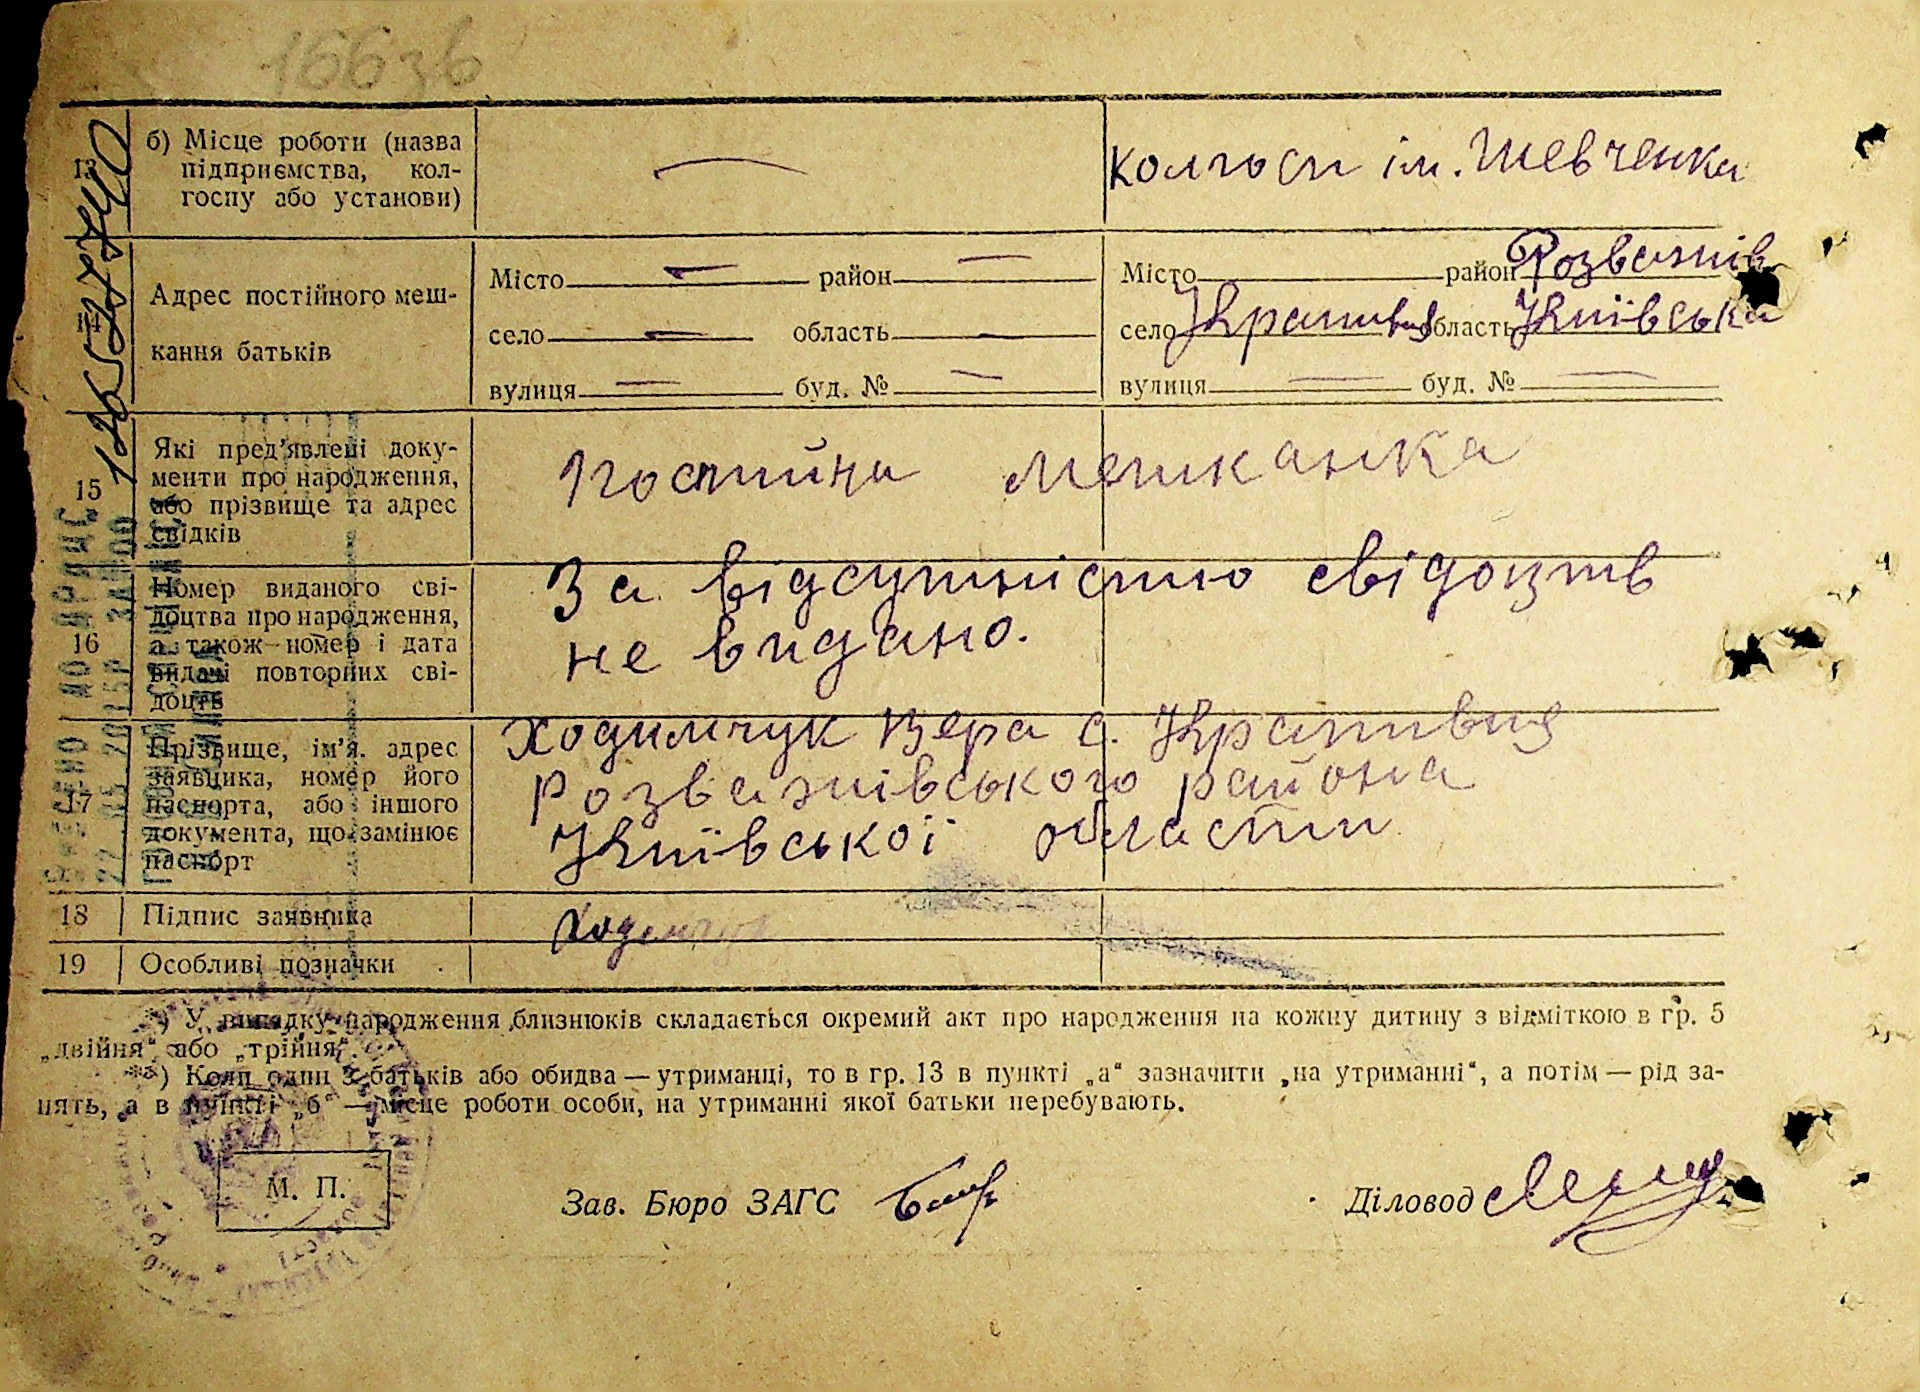 166зв
13
б) Місце роботи (назва
підприємства, кол-
госпу або установи)
колгосп ім. Шевченка
14
Адрес постійного меш-
кання батьків
Місто — район —
село — область —
вулиця — буд. № —
Місто район Розважів
село Крапивня область Київська
вулиця — буд. № —
15
Які пред’явлені доку-
менти про народження,
або прізвище та адрес
свідків
Постійна мешканка
16
Номер виданого сві-
доцтва про народження,
а також номер і дата
видачі повторних сві-
доцтв
За відсутністю свідоцтв
не видано.
17
Прізвище, ім’я, адрес
заявника, номер його
паспорта, або іншого
документа, що замінює
паспорт
Ходимчук Вера с. Крапивня
Розважівського района
Київської области
18
Підпис заявника
Ходимчук
19
Особливі позначки
*) У випадку народження близнюків складається окремий акт про народження на кожну дитину з відміткою в гр. 5
„двійня“ або „трійня“.
**) Коли один з батьків або обидва — утриманці, то в гр. 13 в пункті „а“ зазначити „на утриманні“, а потім — рід за-
нять, а в пункті „б“ — місце роботи особи, на утриманні якої батьки перебувають.
М. П.
Зав. Бюро ЗАГС
Діловод